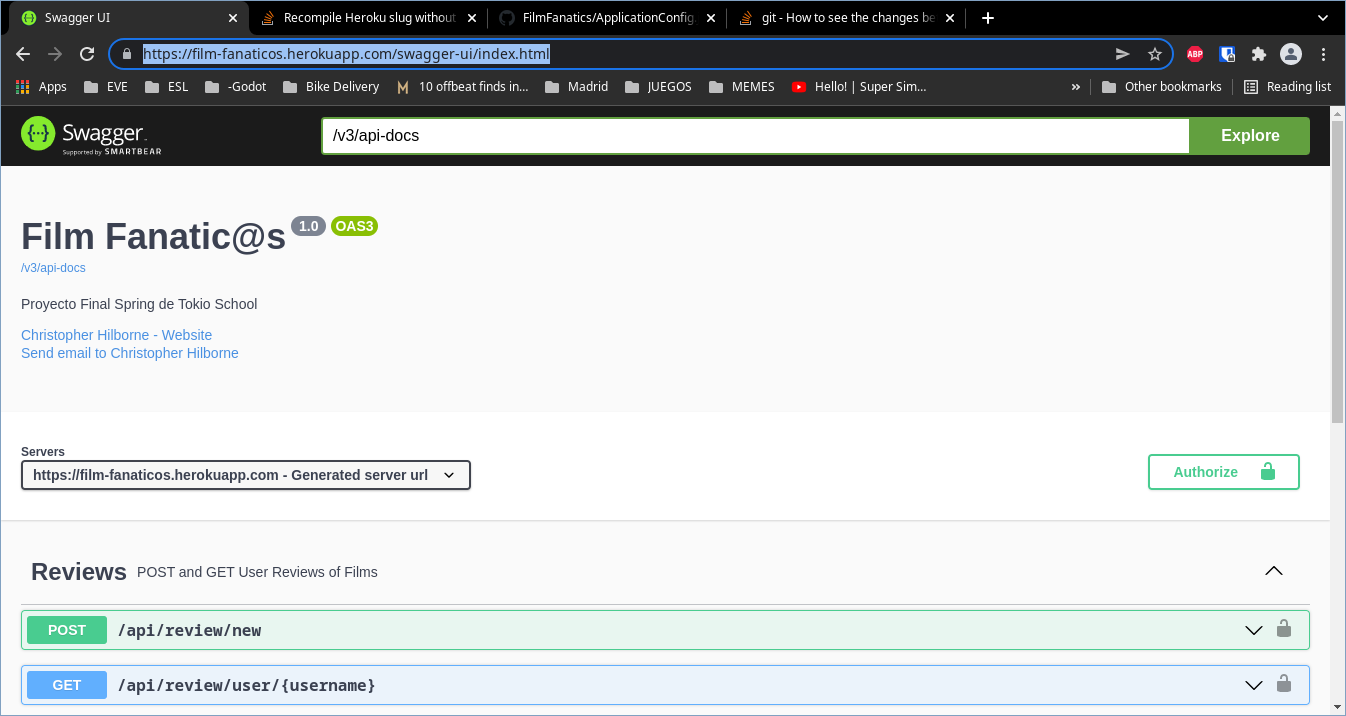 Swagger UI
Recompile Heroku slug without
FilmFanatics/ApplicationConfig.
git - How to see the changes be
https://film-fanaticos.herokuapp.com/swagger-ui/index.html
ABP
Apps
EVE
ESL
-Godot
Bike Delivery
10 offbeat finds in...
Madrid
JUEGOS
MEMES
Hello! | Super Sim...
»
Other bookmarks
Reading list
{··} Swagger.
Supported by SMARTBEAR
/v3/api-docs
Explore
Film Fanatic@s 1.0 OAS3
/v3/api-docs
Proyecto Final Spring de Tokio School
Christopher Hilborne - Website
Send email to Christopher Hilborne
Servers
https://film-fanaticos.herokuapp.com - Generated server url
Authorize
Reviews POST and GET User Reviews of Films
POST /api/review/new
GET /api/review/user/{username}